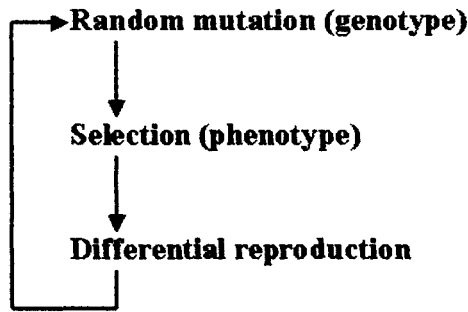 Random mutation (genotype)
Selection (phenotype)
Differential reproduction